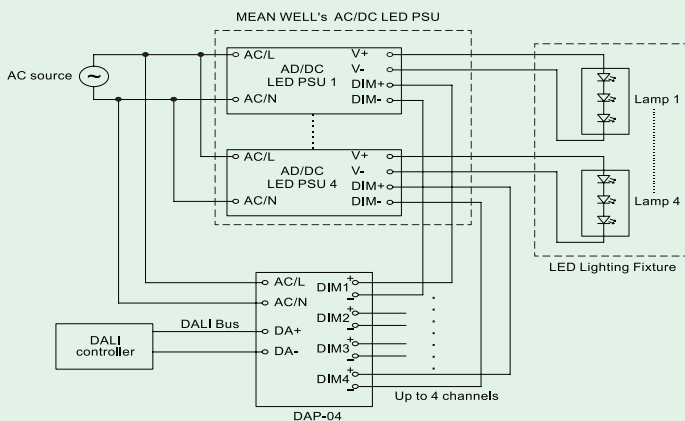 MEAN WELL's AC/DC LED PSU
AC source
~
AC/L
AC/N
AD/DC
LED PSU 1
V+
V-
DIM+
DIM-
AC/L
AC/N
AD/DC
LED PSU 4
V+
V-
DIM+
DIM-
Lamp 1
Lamp 4
LED Lighting Fixture
AC/L
AC/N
DA+
DA-
DIM1 + -
DIM2 + -
DIM3 + -
DIM4 + -
DALI Bus
DALI
controller
Up to 4 channels
DAP-04